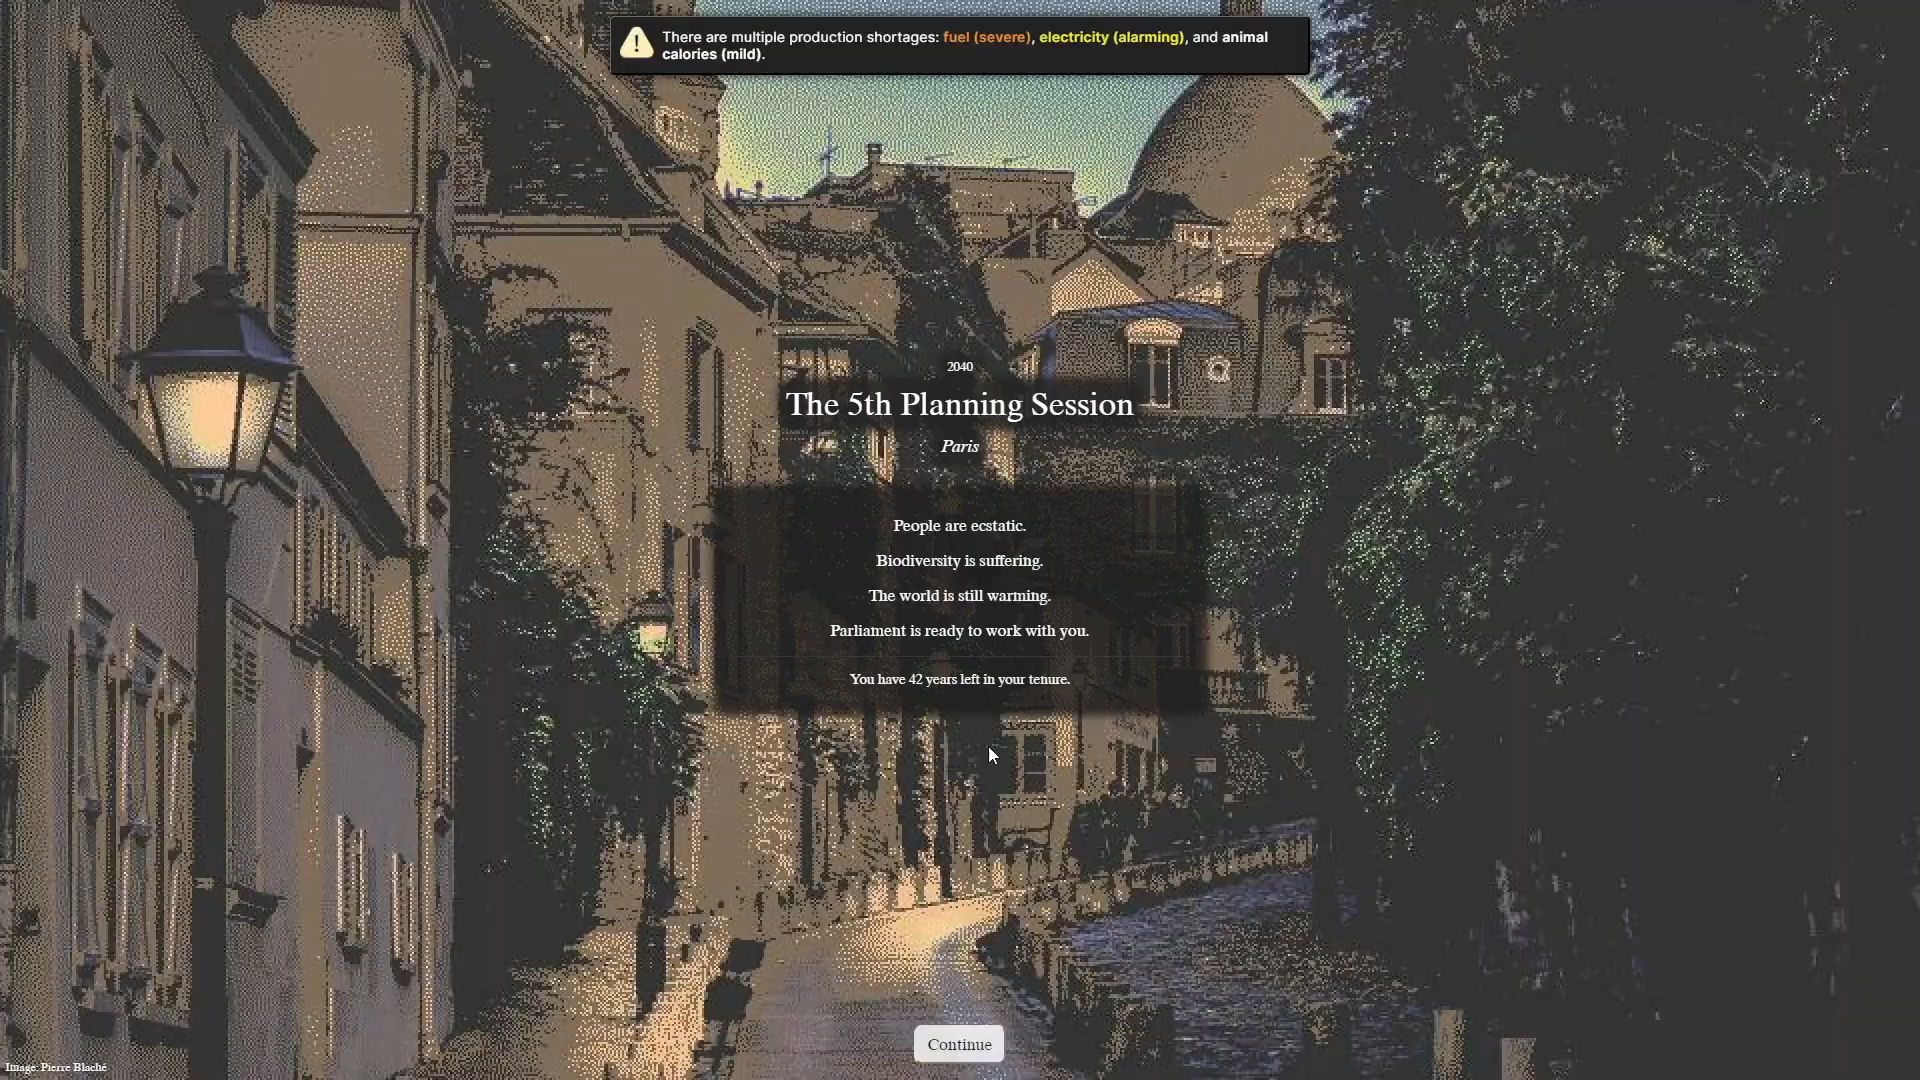 There are multiple production shortages: fuel (severe), electricity (alarming), and animal
calories (mild).
2040
The 5th Planning Session
Paris
People are ecstatic.
Biodiversity is suffering.
The world is still warming.
Parliament is ready to work with you.
You have 42 years left in your tenure.
Continue
Image: Pierre Blaché